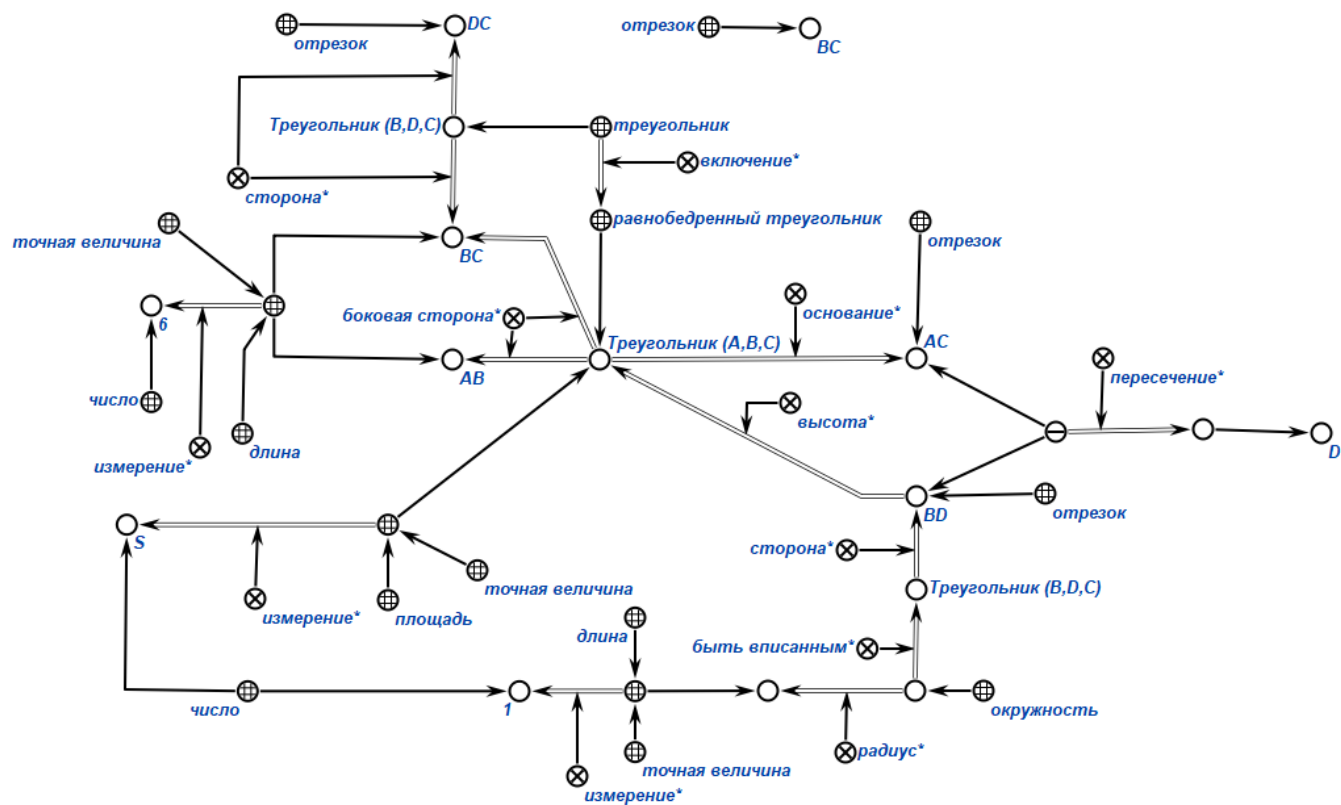 DC
отрезок
отрезок
BC
Треугольник (B,D,C)
треугольник
включение*
сторона*
равнобедренный треугольник
точная величина
BC
отрезок
боковая сторона*
основание*
6
Треугольник (A,B,C)
AC
AB
пересечение*
число
высота*
измерение*
длина
D
BD
отрезок
S
сторона*
точная величина
Треугольник (B,D,C)
измерение*
площадь
длина
быть вписанным*
число
1
окружность
точная величина
радиус*
измерение*